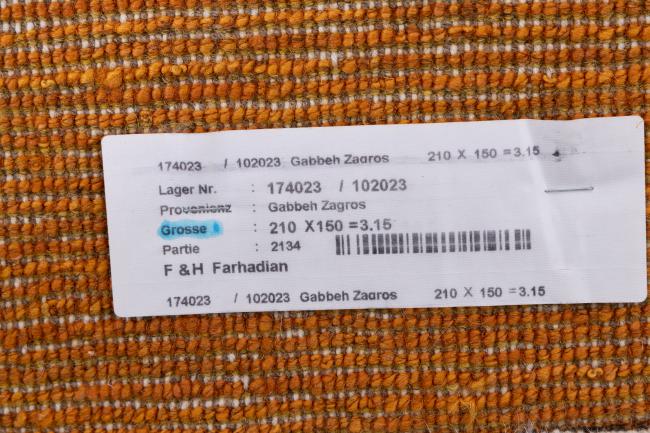 174023 / 102023 Gabbeh Zagros 210 X 150 = 3.15
Lager Nr. : 174023 / 102023
Provenienz : Gabbeh Zagros
Grosse : 210 X 150 = 3.15
Partie : 2134
F & H Farhadian
174023 / 102023 Gabbeh Zagros 210 X 150 = 3.15